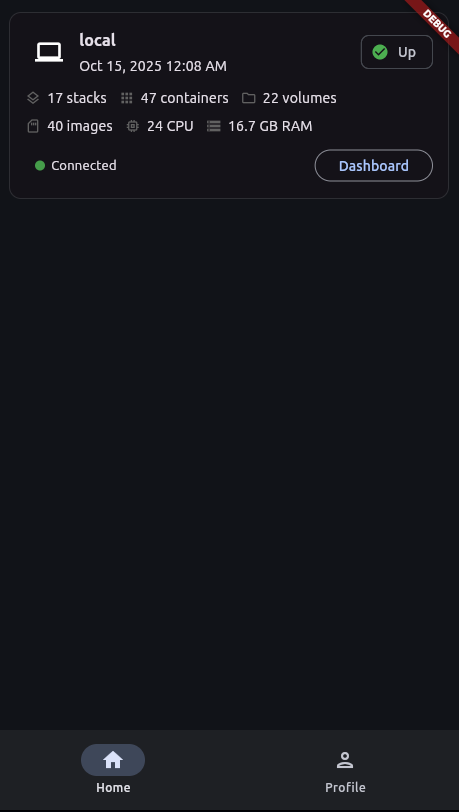 DEBUG
local
Oct 15, 2025 12:08 AM
Up
17 stacks 47 containers 22 volumes
40 images 24 CPU 16.7 GB RAM
Connected
Dashboard
Home
Profile